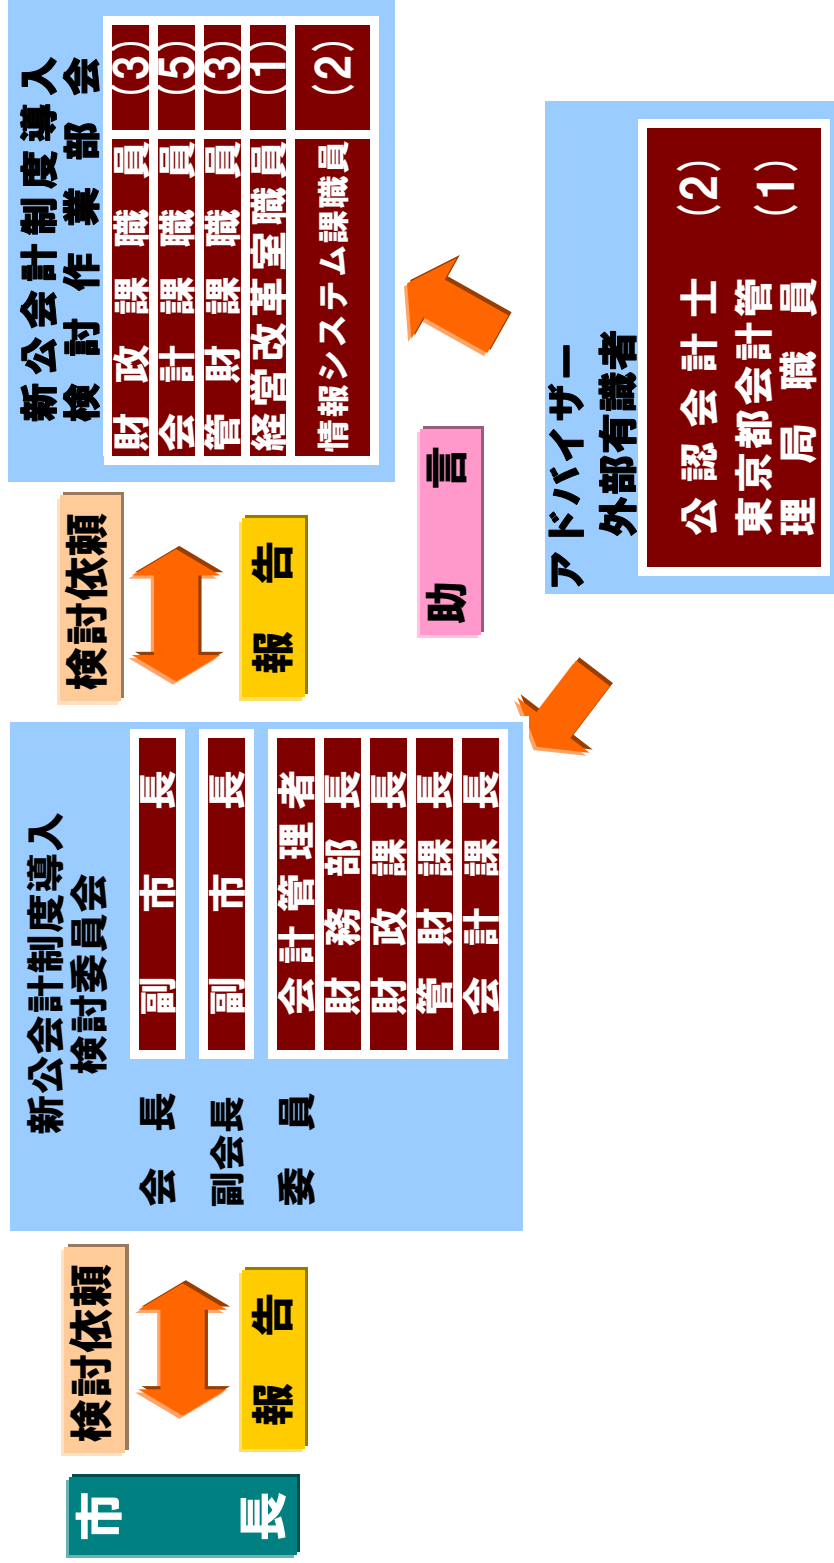 市長
検討依頼
報告
新公会計制度導入
検討委員会
会長 副市長
副会長 副市長
委員 会計管理者
財務部長
財政課長
管財課長
会計課長
検討依頼
報告
新公会計制度導入
検討作業部会
財政課職員 (3)
会計課職員 (5)
管財課職員 (3)
経営改革室職員 (1)
情報システム課職員 (2)
助言
アドバイザー
外部有識者
公認会計士 (2)
東京都会計管 (1)
理局職員